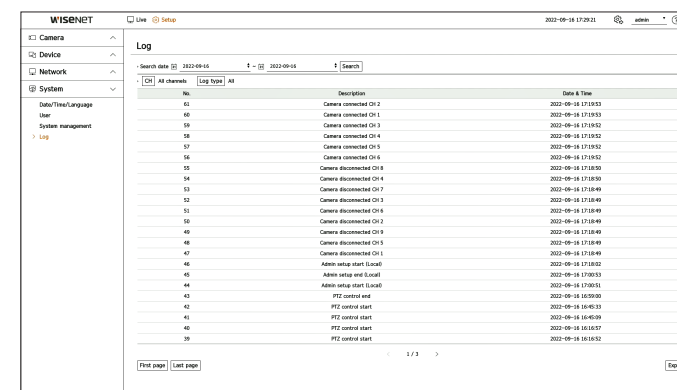 WISENET Live Setup 2022-09-16 17:29:21 admin
Camera
Device
Network
System
Date/Time/Language
User
System management
Log
Log
Search date 2022-09-16 ~ 2022-09-16 Search
CH All channels Log type All
No. Description Date & Time
61 Camera connected CH 2 2022-09-16 17:19:53
60 Camera connected CH 1 2022-09-16 17:19:53
59 Camera connected CH 3 2022-09-16 17:19:52
58 Camera connected CH 4 2022-09-16 17:19:52
57 Camera connected CH 5 2022-09-16 17:19:52
56 Camera connected CH 6 2022-09-16 17:19:52
55 Camera disconnected CH 8 2022-09-16 17:18:50
54 Camera disconnected CH 4 2022-09-16 17:18:50
53 Camera disconnected CH 7 2022-09-16 17:18:49
52 Camera disconnected CH 3 2022-09-16 17:18:49
51 Camera disconnected CH 6 2022-09-16 17:18:49
50 Camera disconnected CH 2 2022-09-16 17:18:49
49 Camera disconnected CH 9 2022-09-16 17:18:49
48 Camera disconnected CH 5 2022-09-16 17:18:49
47 Camera disconnected CH 1 2022-09-16 17:18:49
46 Admin setup start (Local) 2022-09-16 17:18:02
45 Admin setup end (Local) 2022-09-16 17:00:53
44 Admin setup start (Local) 2022-09-16 17:00:51
43 PTZ control end 2022-09-16 16:59:00
42 PTZ control start 2022-09-16 16:45:33
41 PTZ control start 2022-09-16 16:45:09
40 PTZ control start 2022-09-16 16:16:57
39 PTZ control start 2022-09-16 16:16:52
< 1 / 3 >
First page Last page Exp